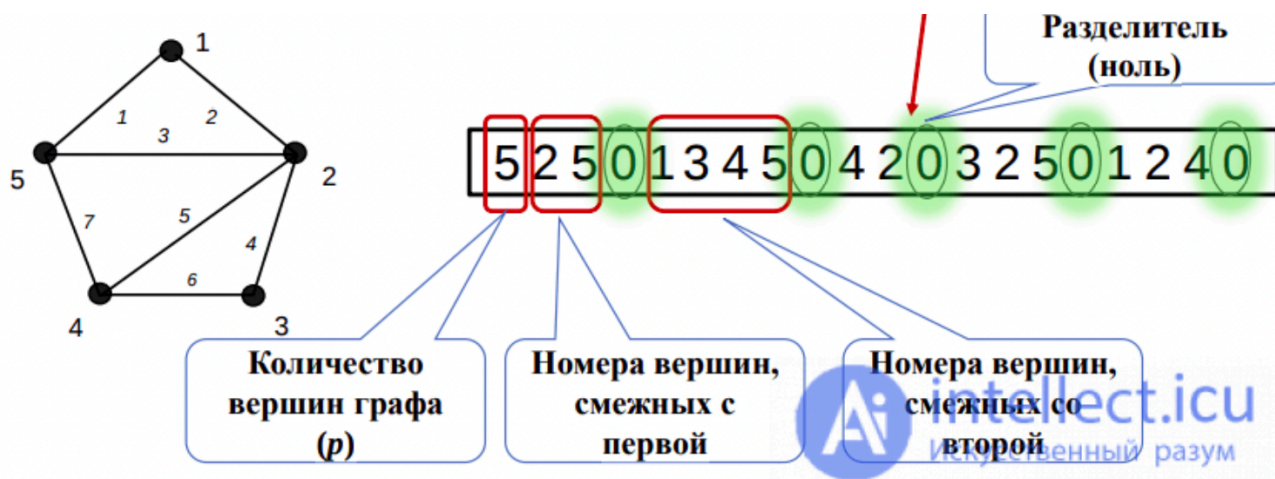 1
1
2
3
5
2
5
7
4
6
4
3
Разделитель
(ноль)
5 2 5 0 1 3 4 5 0 4 2 0 3 2 5 0 1 2 4 0
Количество
вершин графа
(p)
Номера вершин,
смежных с
первой
Номера вершин,
смежных со
второй
Ai
intellect.icu
Искусственный разум